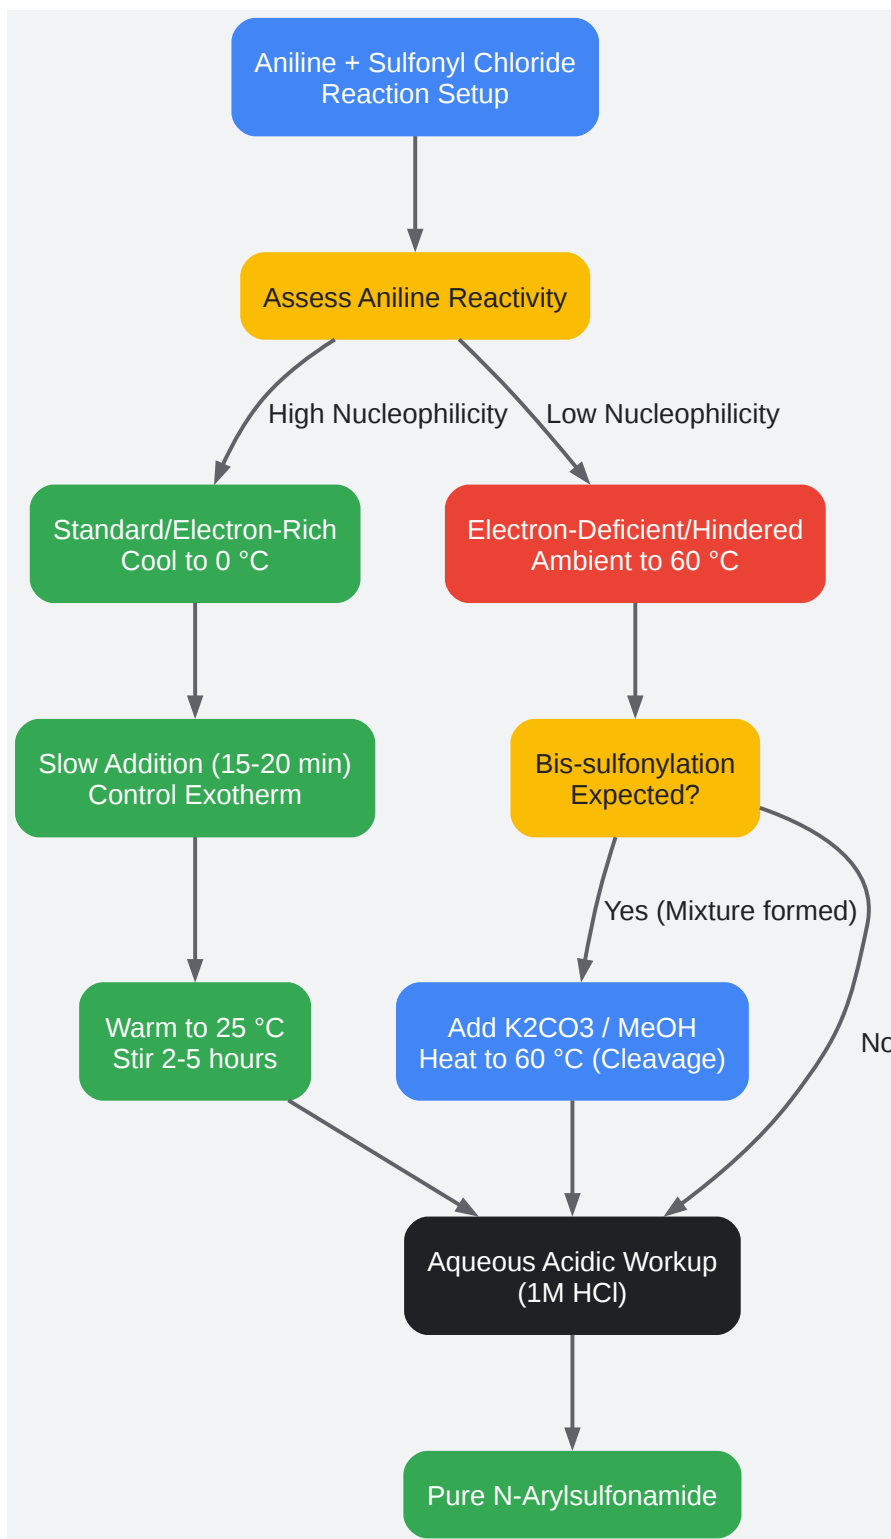 Aniline + Sulfonyl Chloride
Reaction Setup
Assess Aniline Reactivity
High Nucleophilicity
Low Nucleophilicity
Standard/Electron-Rich
Cool to 0 °C
Electron-Deficient/Hindered
Ambient to 60 °C
Slow Addition (15-20 min)
Control Exotherm
Bis-sulfonylation
Expected?
Yes (Mixture formed)
Warm to 25 °C
Stir 2-5 hours
Add K2CO3 / MeOH
Heat to 60 °C (Cleavage)
No
Aqueous Acidic Workup
(1M HCl)
Pure N-Arylsulfonamide